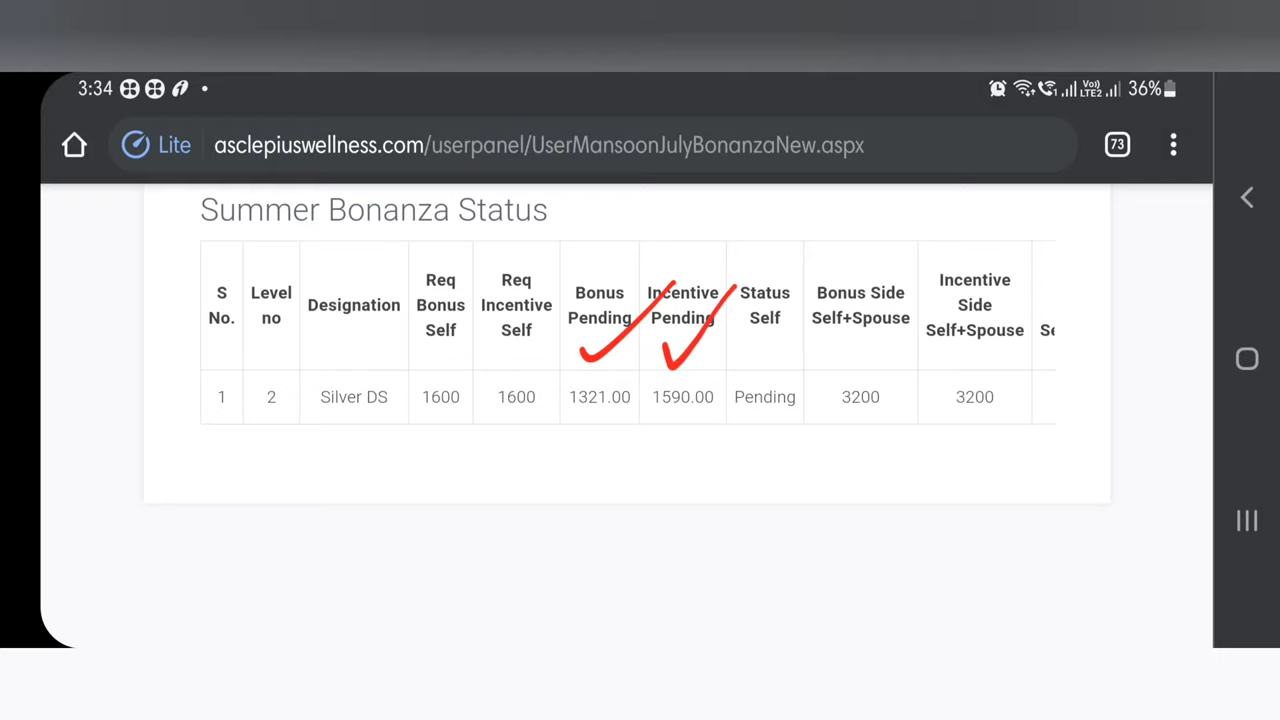 3:34 Vo) LTE2 36%
Lite asclepiuswellness.com/userpanel/UserMansoonJulyBonanzaNew.aspx 73
Summer Bonanza Status
S No. Level no Designation Req Bonus Self Req Incentive Self Bonus Pending Incentive Pending Status Self Bonus Side Self+Spouse Incentive Side Self+Spouse
1 2 Silver DS 1600 1600 1321.00 1590.00 Pending 3200 3200